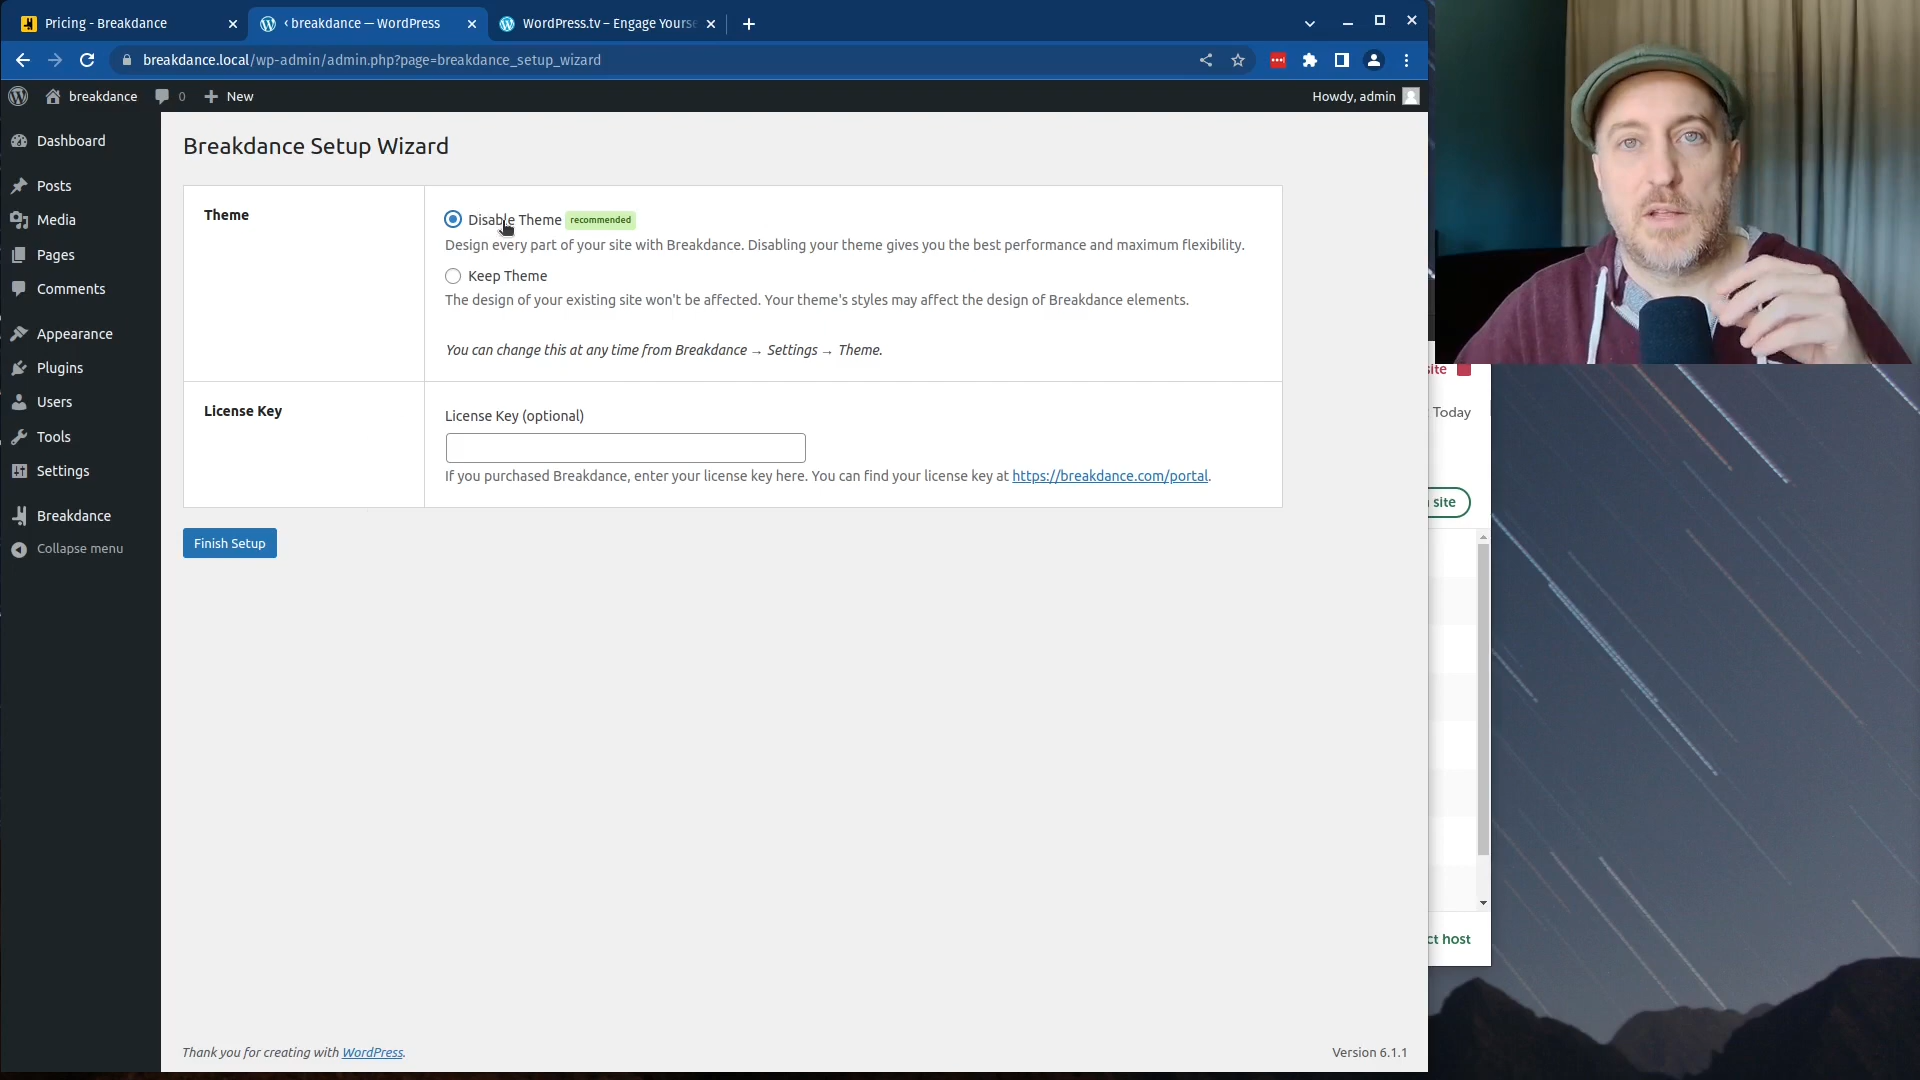 Pricing - Breakdance
‹ breakdance — WordPress
WordPress.tv – Engage Yourse
breakdance.local/wp-admin/admin.php?page=breakdance_setup_wizard
breakdance
0
New
Howdy, admin
Dashboard
Posts
Media
Pages
Comments
Appearance
Plugins
Users
Tools
Settings
Breakdance
Collapse menu
Breakdance Setup Wizard
Theme
Disable Theme recommended
Design every part of your site with Breakdance. Disabling your theme gives you the best performance and maximum flexibility.
Keep Theme
The design of your existing site won't be affected. Your theme's styles may affect the design of Breakdance elements.
You can change this at any time from Breakdance → Settings → Theme.
License Key
License Key (optional)
If you purchased Breakdance, enter your license key here. You can find your license key at https://breakdance.com/portal.
Finish Setup
Thank you for creating with WordPress.
Version 6.1.1
site
Today
site
ct host